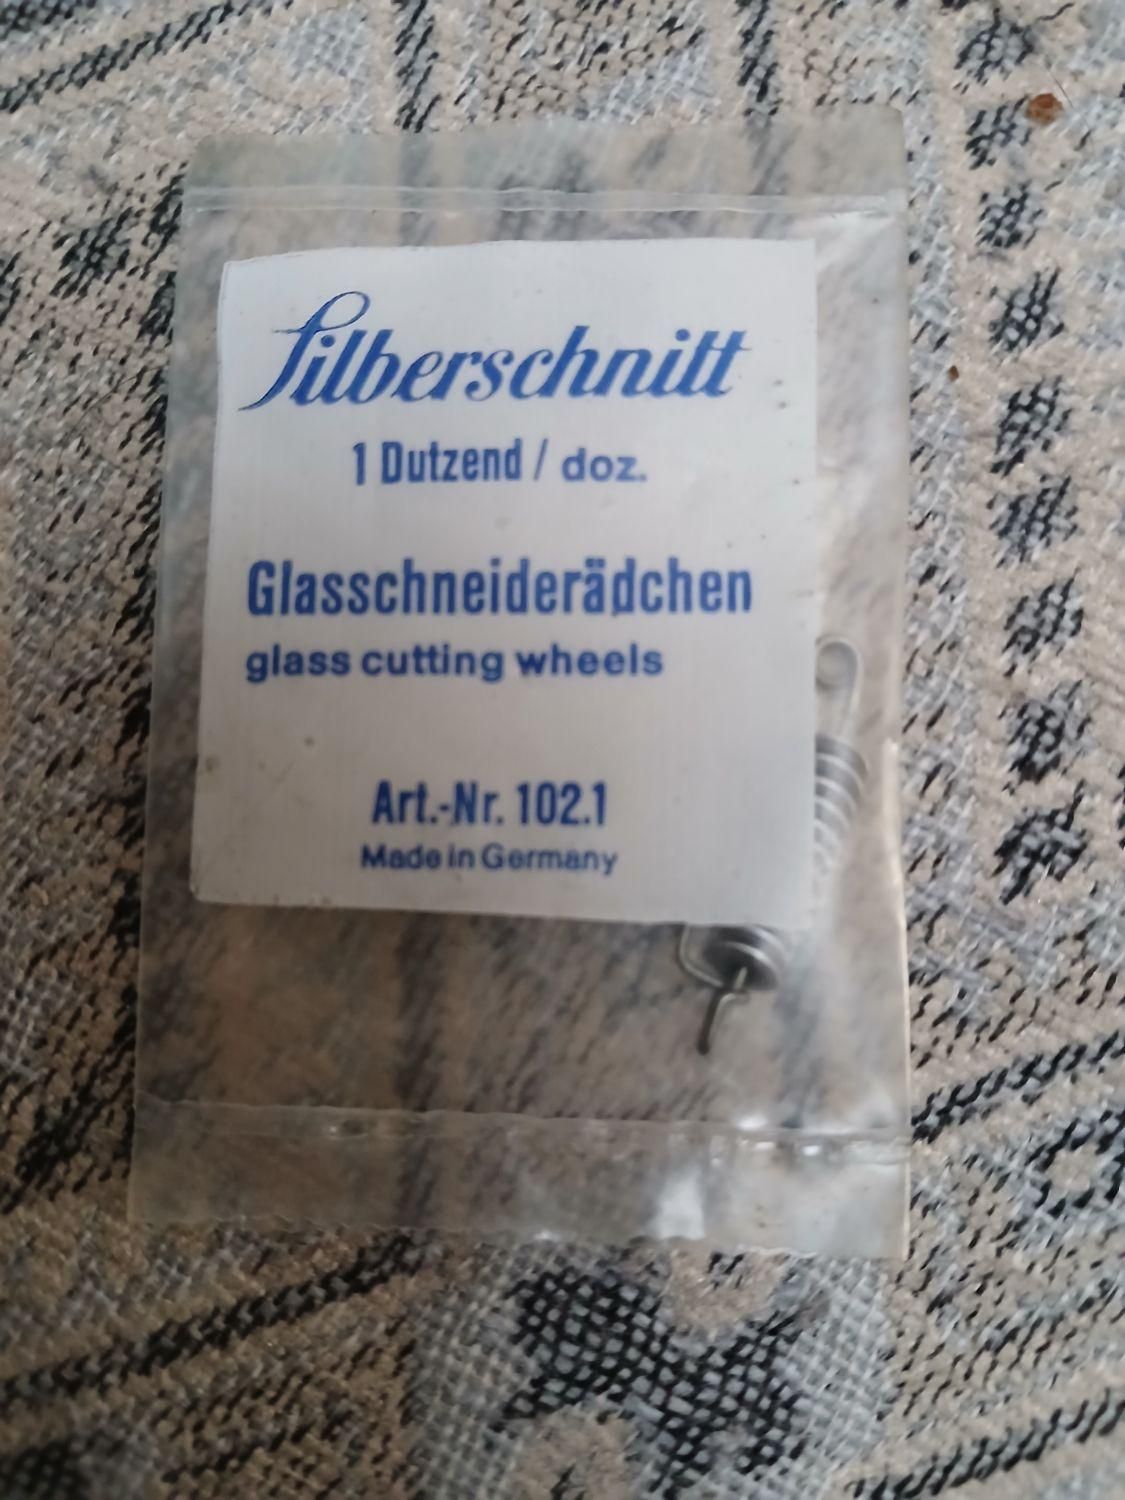 Silberschnitt
1 Dutzend / doz.
Glasschneiderädchen
glass cutting wheels
Art.-Nr. 102.1
Made in Germany